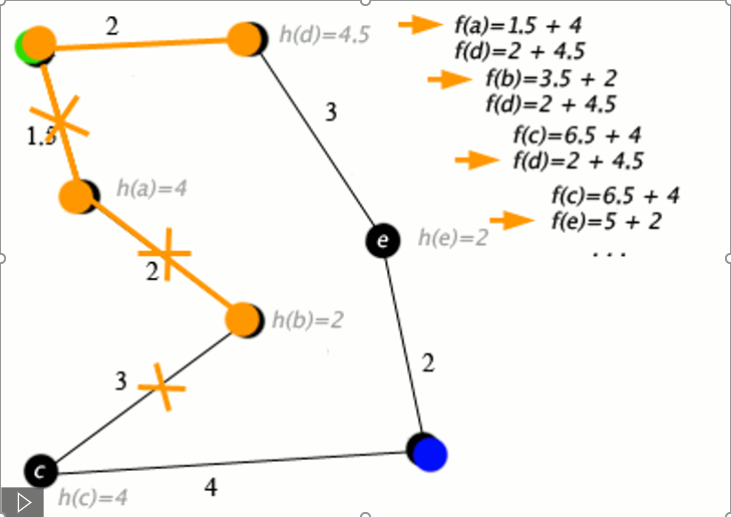 2
h(d)=4.5
f(a)=1.5 + 4
f(d)=2 + 4.5
f(b)=3.5 + 2
f(d)=2 + 4.5
f(c)=6.5 + 4
f(d)=2 + 4.5
f(c)=6.5 + 4
f(e)=5 + 2
. . .
3
1.5
h(a)=4
e
h(e)=2
2
h(b)=2
3
2
c
h(c)=4
4